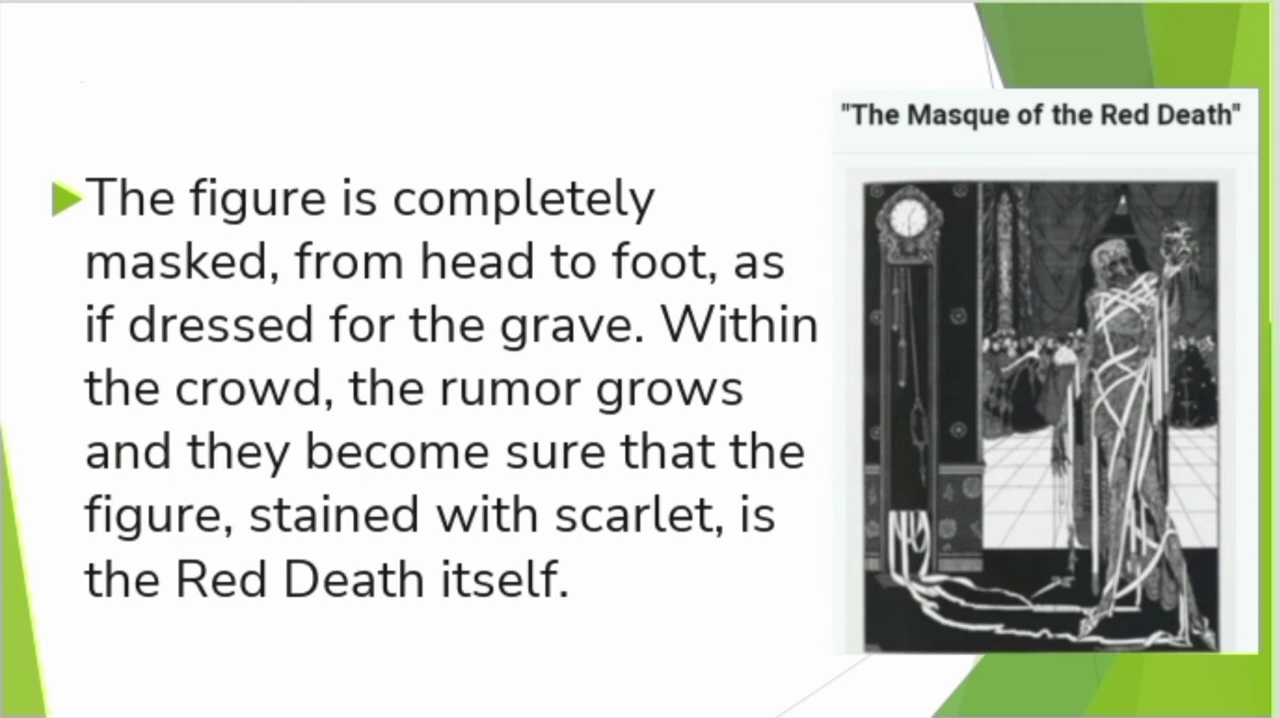 "The Masque of the Red Death"
The figure is completely
masked, from head to foot, as
if dressed for the grave. Within
the crowd, the rumor grows
and they become sure that the
figure, stained with scarlet, is
the Red Death itself.